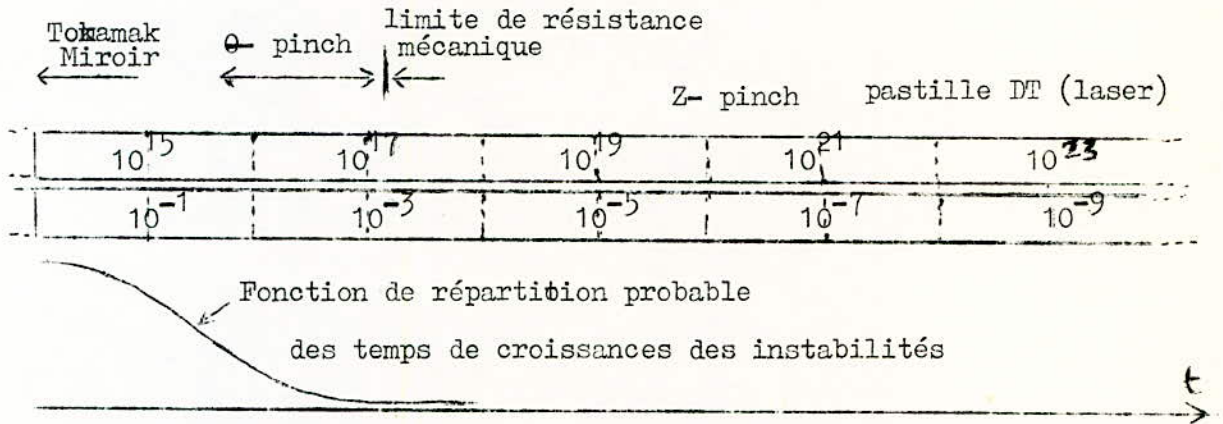 Tokamak
Miroir
θ- pinch
limite de résistance
mécanique
Z- pinch
pastille DT (laser)
10^15 10^17 10^19 10^21 10^23
10^-1 10^-3 10^-5 10^-7 10^-9
Fonction de répartition probable
des temps de croissances des instabilités
t